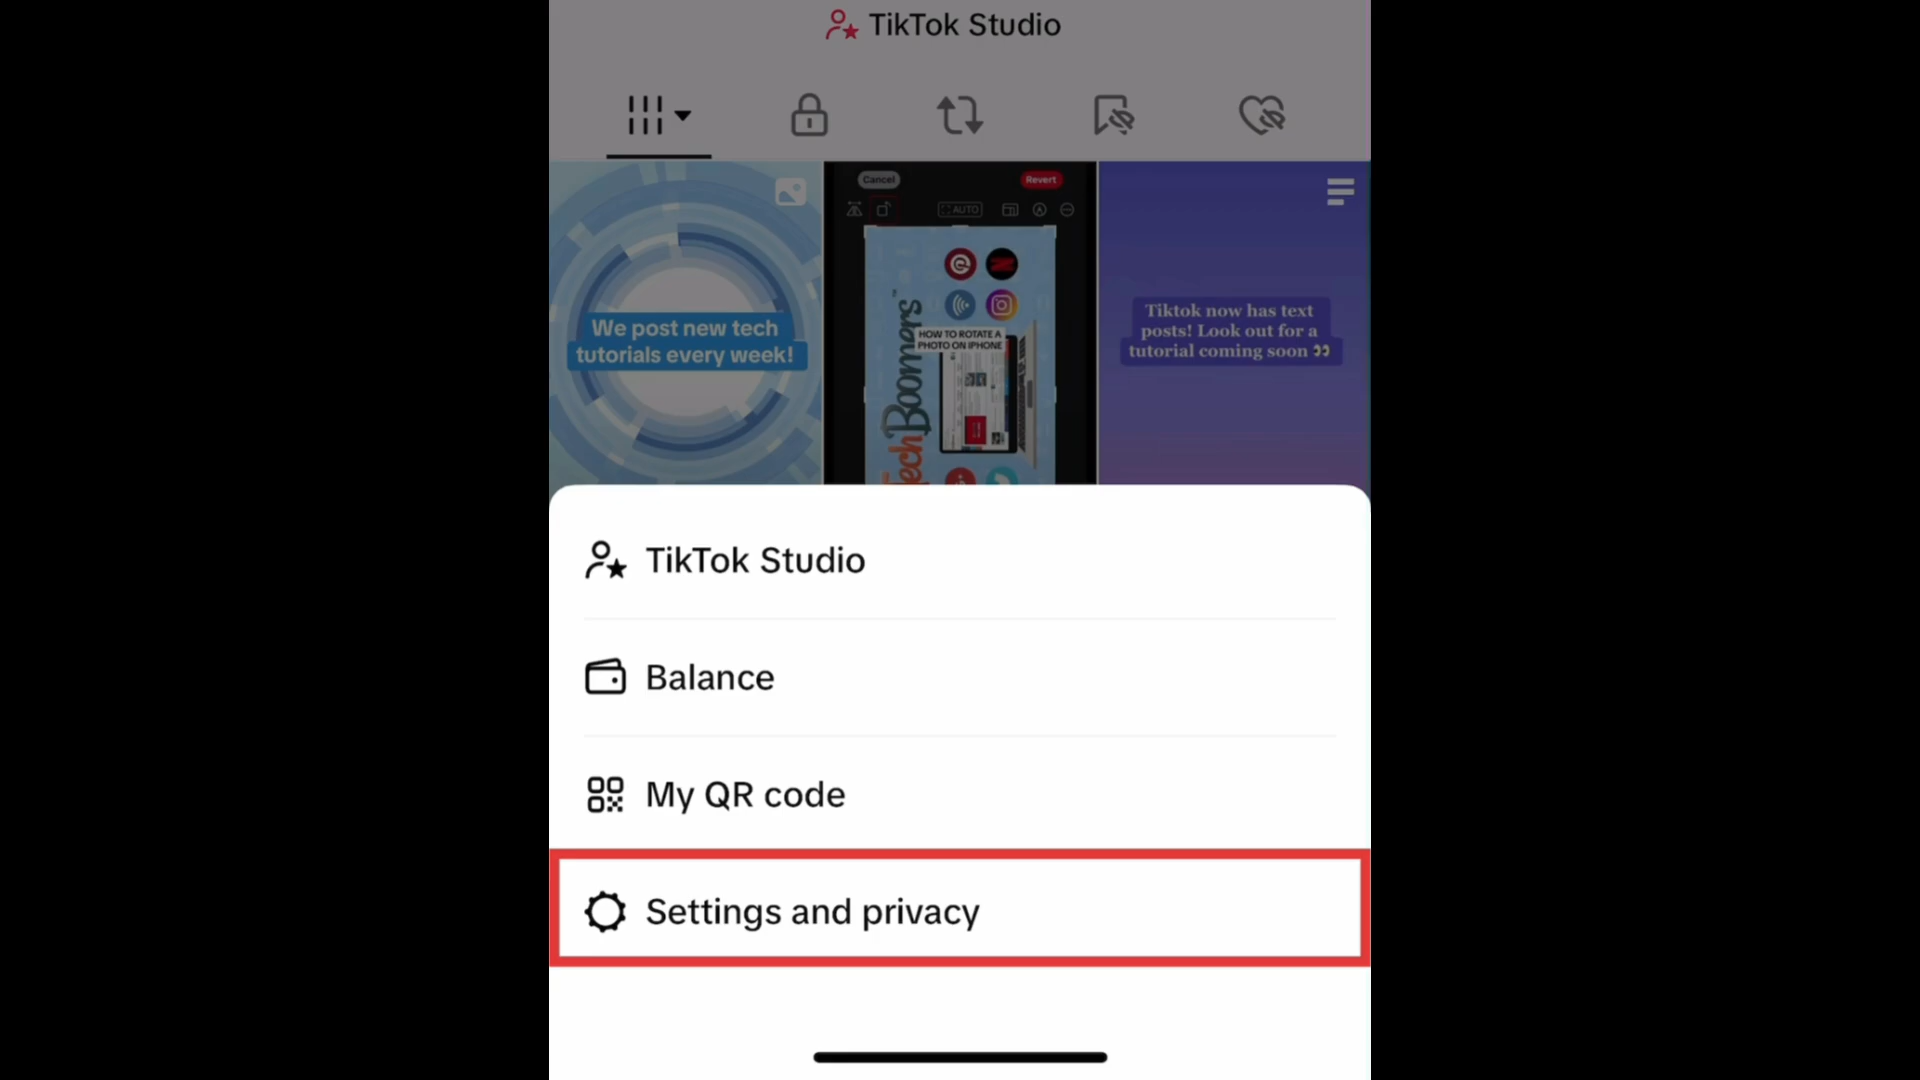 TikTok Studio
Cancel
Revert
AUTO
We post new tech
tutorials every week!
HOW TO ROTATE A
PHOTO ON IPHONE
TechBoomers™
Tiktok now has text
posts! Look out for a
tutorial coming soon 👀
TikTok Studio
Balance
My QR code
Settings and privacy